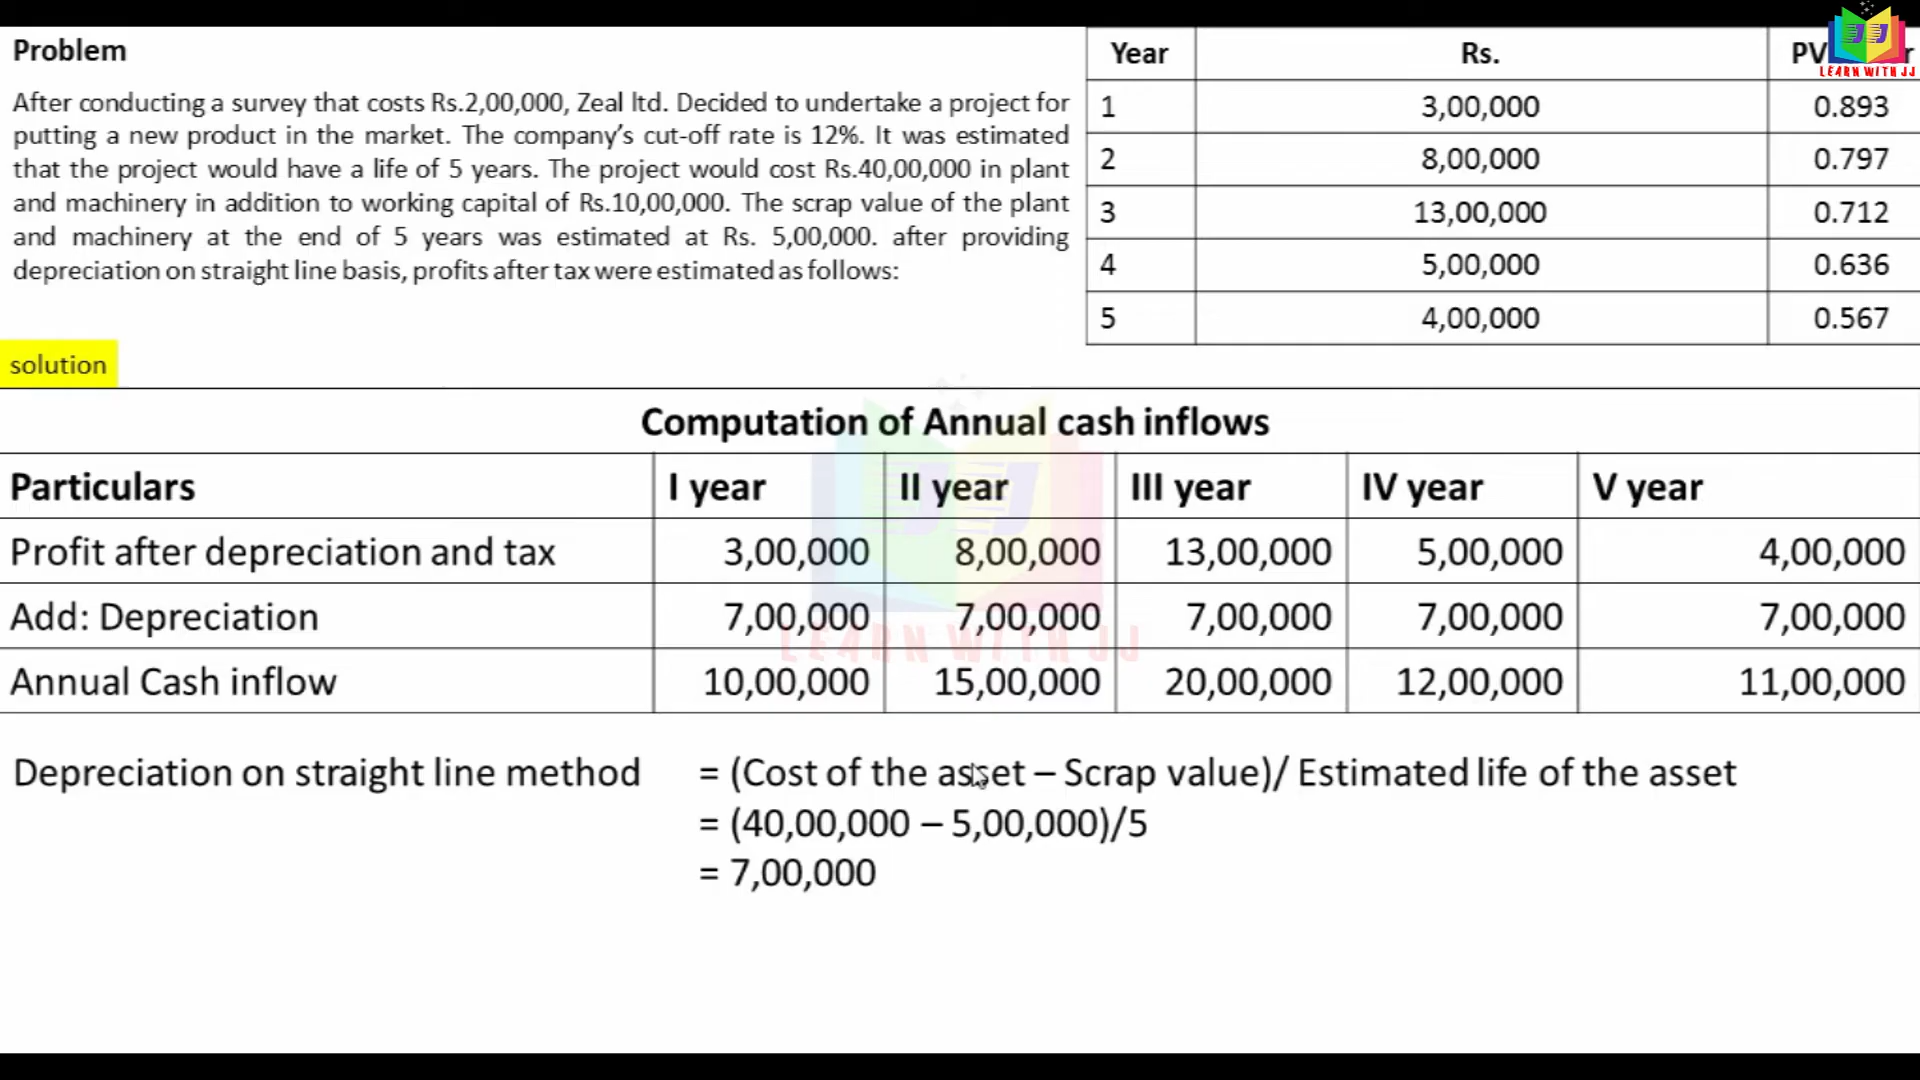 Problem
After conducting a survey that costs Rs.2,00,000, Zeal ltd. Decided to undertake a project for
putting a new product in the market. The company's cut-off rate is 12%. It was estimated
that the project would have a life of 5 years. The project would cost Rs.40,00,000 in plant
and machinery in addition to working capital of Rs.10,00,000. The scrap value of the plant
and machinery at the end of 5 years was estimated at Rs. 5,00,000. after providing
depreciation on straight line basis, profits after tax were estimated as follows:
Year Rs. PV
LEARN WITH JJ
1 3,00,000 0.893
2 8,00,000 0.797
3 13,00,000 0.712
4 5,00,000 0.636
5 4,00,000 0.567
solution
Computation of Annual cash inflows
Particulars I year II year III year IV year V year
Profit after depreciation and tax 3,00,000 8,00,000 13,00,000 5,00,000 4,00,000
Add: Depreciation 7,00,000 7,00,000 7,00,000 7,00,000 7,00,000
LEARN WITH JJ
Annual Cash inflow 10,00,000 15,00,000 20,00,000 12,00,000 11,00,000
Depreciation on straight line method = (Cost of the asset – Scrap value)/ Estimated life of the asset
= (40,00,000 – 5,00,000)/5
= 7,00,000